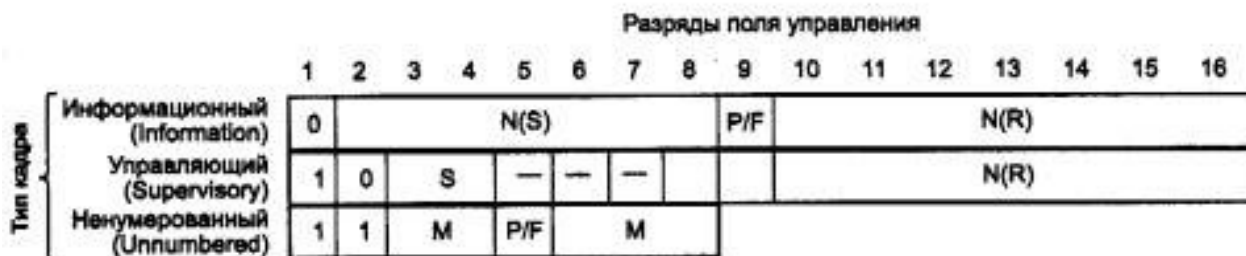 Разряды поля управления
1 2 3 4 5 6 7 8 9 10 11 12 13 14 15 16
Тип кадра
Информационный
(Information)
0 N(S) P/F N(R)
Управляющий
(Supervisory)
1 0 S — — — N(R)
Ненумерованный
(Unnumbered)
1 1 M P/F M